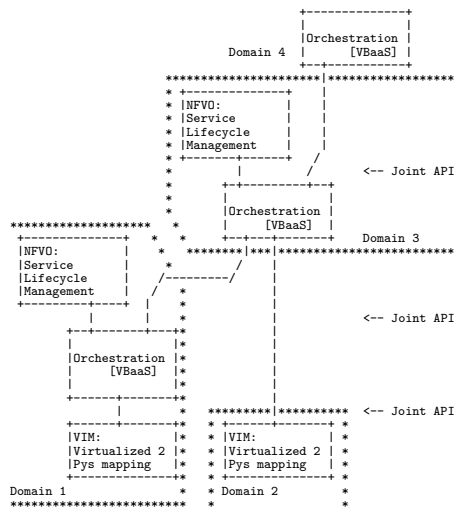 Orchestration
[VBaaS]
Domain 4
NFVO:
Service
Lifecycle
Management
<-- Joint API
Orchestration
[VBaaS]
Domain 3
NFVO:
Service
Lifecycle
Management
<-- Joint API
Orchestration
[VBaaS]
<-- Joint API
VIM:
Virtualized 2
Pys mapping
VIM:
Virtualized 2
Pys mapping
Domain 1
Domain 2